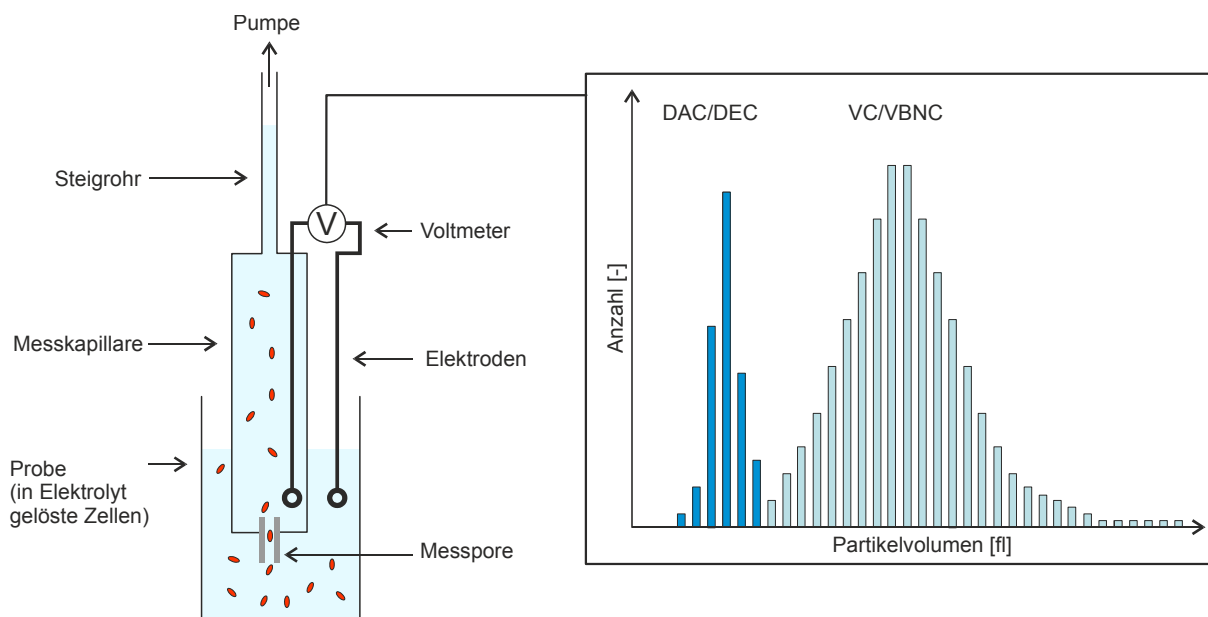 Pumpe
Steigrohr
V
Voltmeter
Messkapillare
Elektroden
Probe
(in Elektrolyt
gelöste Zellen)
Messpore
DAC/DEC
VC/VBNC
Anzahl [-]
Partikelvolumen [fl]